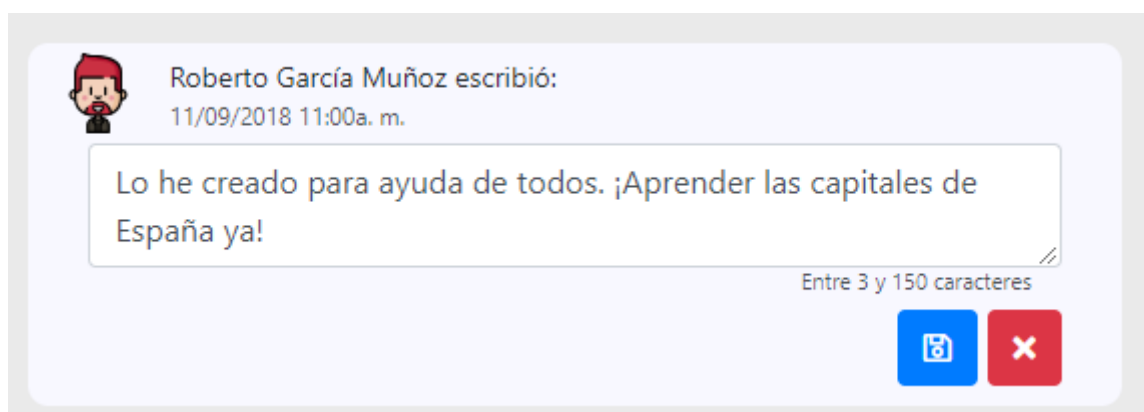 Roberto García Muñoz escribió:
11/09/2018 11:00a. m.
Lo he creado para ayuda de todos. ¡Aprender las capitales de
España ya!
Entre 3 y 150 caracteres